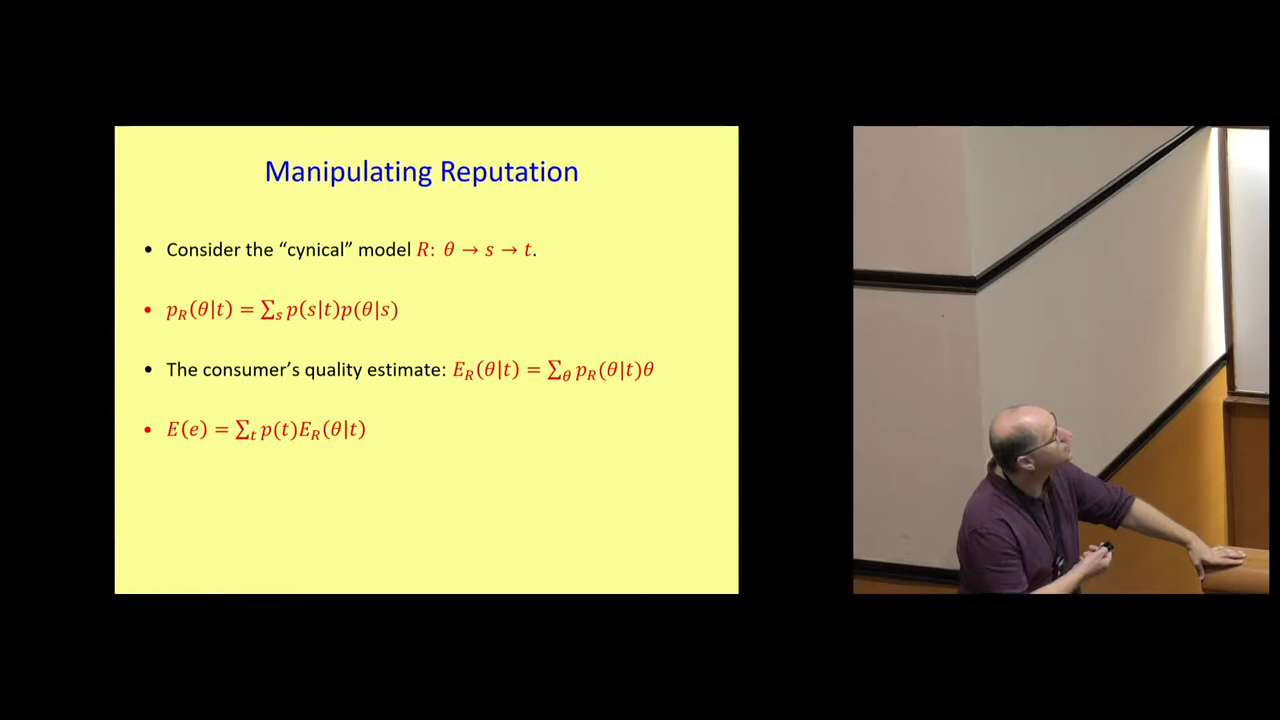 Manipulating Reputation
• Consider the “cynical” model R: θ → s → t.
• p_R(θ|t) = ∑_s p(s|t)p(θ|s)
• The consumer’s quality estimate: E_R(θ|t) = ∑_θ p_R(θ|t)θ
• E(e) = ∑_t p(t)E_R(θ|t)